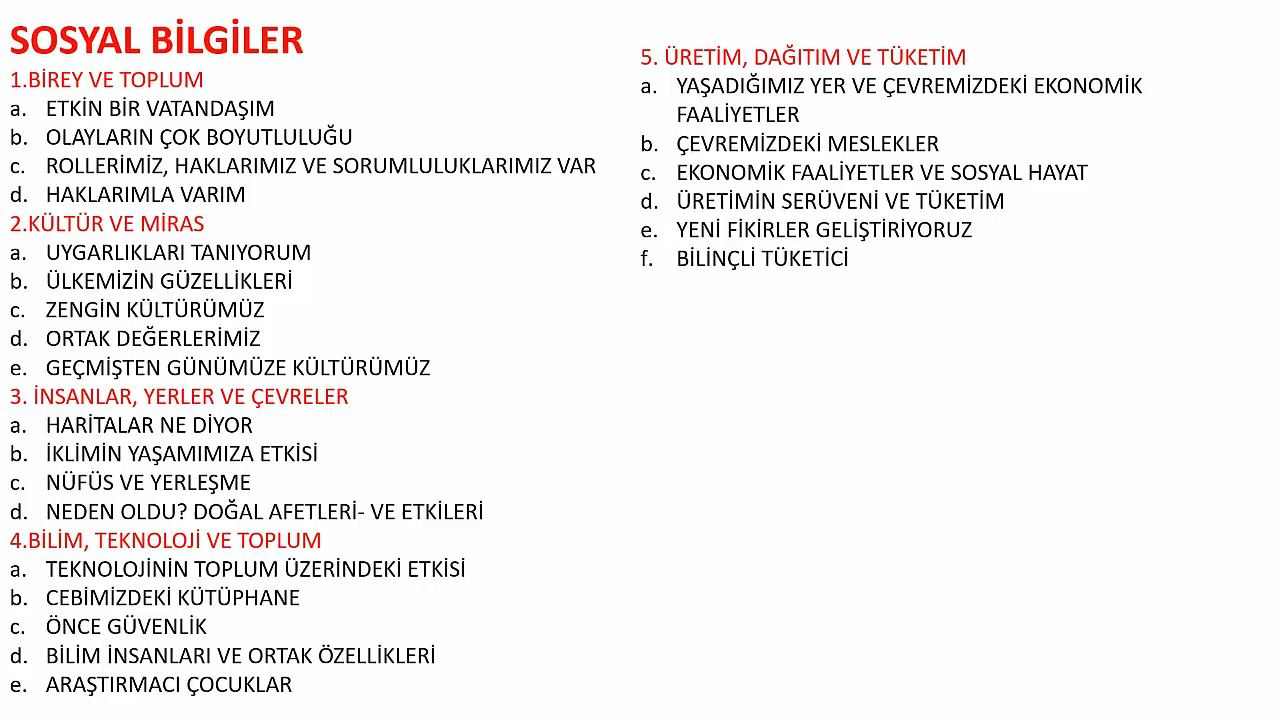 SOSYAL BİLGİLER
1.BİREY VE TOPLUM
a. ETKİN BİR VATANDAŞIM
b. OLAYLARIN ÇOK BOYUTLULUĞU
c. ROLLERİMİZ, HAKLARIMIZ VE SORUMLULUKLARIMIZ VAR
d. HAKLARIMLA VARIM
2.KÜLTÜR VE MİRAS
a. UYGARLIKLARI TANIYORUM
b. ÜLKEMİZİN GÜZELLİKLERİ
c. ZENGİN KÜLTÜRÜMÜZ
d. ORTAK DEĞERLERİMİZ
e. GEÇMİŞTEN GÜNÜMÜZE KÜLTÜRÜMÜZ
3. İNSANLAR, YERLER VE ÇEVRELER
a. HARİTALAR NE DİYOR
b. İKLİMİN YAŞAMIMIZA ETKİSİ
c. NÜFÜS VE YERLEŞME
d. NEDEN OLDU? DOĞAL AFETLERİ- VE ETKİLERİ
4.BİLİM, TEKNOLOJİ VE TOPLUM
a. TEKNOLOJİNİN TOPLUM ÜZERİNDEKİ ETKİSİ
b. CEBİMİZDEKİ KÜTÜPHANE
c. ÖNCE GÜVENLİK
d. BİLİM İNSANLARI VE ORTAK ÖZELLİKLERİ
e. ARAŞTIRMACI ÇOCUKLAR
5. ÜRETİM, DAĞITIM VE TÜKETİM
a. YAŞADIĞIMIZ YER VE ÇEVREMİZDEKİ EKONOMİK
FAALİYETLER
b. ÇEVREMİZDEKİ MESLEKLER
c. EKONOMİK FAALİYETLER VE SOSYAL HAYAT
d. ÜRETİMİN SERÜVENİ VE TÜKETİM
e. YENİ FİKİRLER GELİŞTİRİYORUZ
f. BİLİNÇLİ TÜKETİCİ